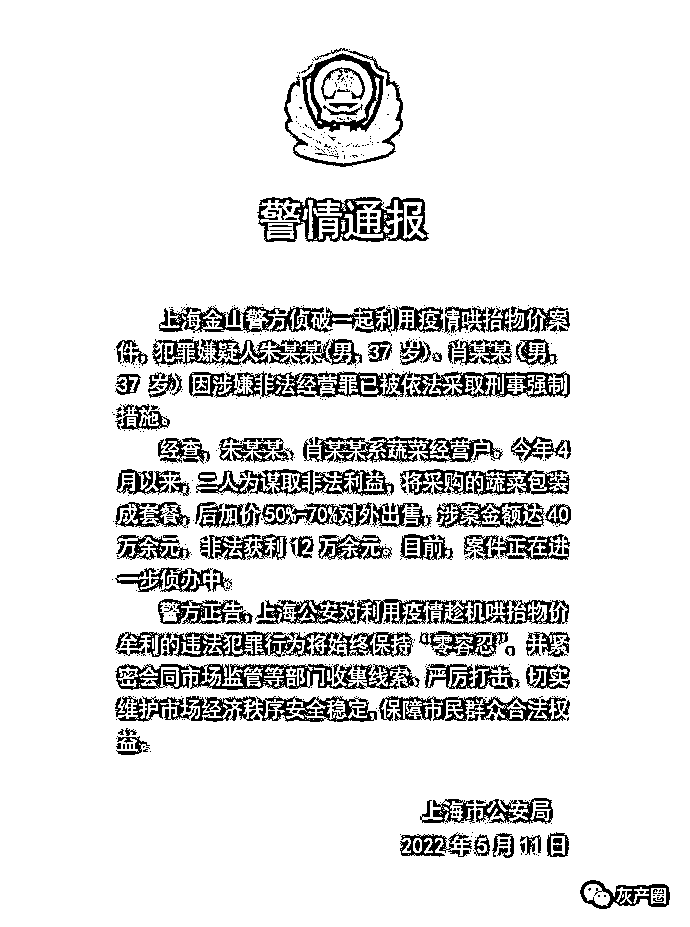 警情通报
上海金山警方侦破一起利用疫情哄抬物价案
件，犯罪嫌疑人朱某某（男，37 岁）、肖某某（男，
37 岁）因涉嫌非法经营罪已被依法采取刑事强制
措施。
经查，朱某某、肖某某系蔬菜经营户。今年4
月以来，二人为谋取非法利益，将采购的蔬菜包装
成套餐，后加价50%-70%对外出售，涉案金额达40
万余元，非法获利12 万余元。目前，案件正在进
一步侦办中。
警方正告，上海公安对利用疫情趁机哄抬物价
牟利的违法犯罪行为将始终保持“零容忍”，并紧
密会同市场监管等部门收集线索、严厉打击，切实
维护市场经济秩序安全稳定，保障市民群众合法权
益。
上海市公安局
2022 年 5 月 11 日
灰产圈